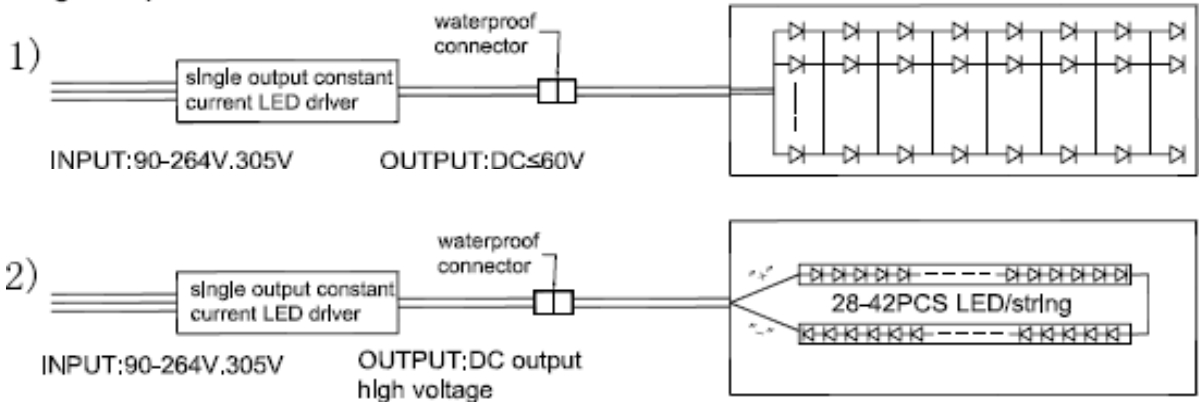 waterproof
connector
1)
single output constant
current LED driver
INPUT:90-264V.305V
OUTPUT:DC≤60V
waterproof
connector
2)
single output constant
current LED driver
"+"
28-42PCS LED/string
"-"
INPUT:90-264V.305V
OUTPUT:DC output
high voltage